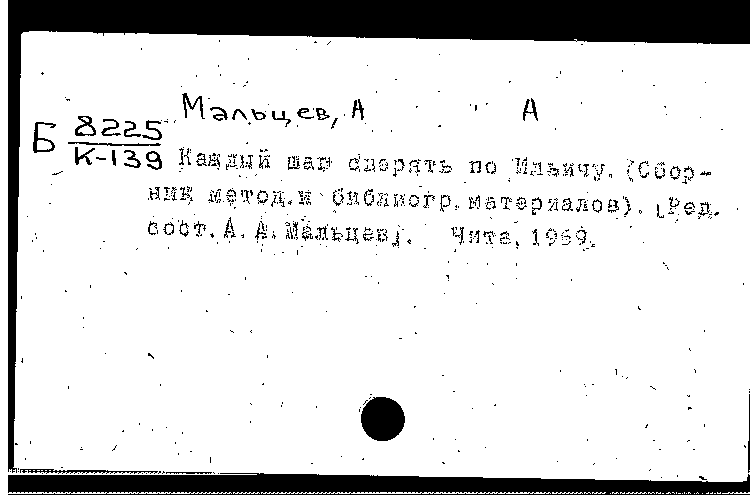 Мальцев, А А
Б 8225
К-139
Каждый шаг сверять по Ильичу. (Сбор-
ник метод. и библиогр. материалов). [Ред.
сост. А. А. Мальцев]. Чита, 1969.